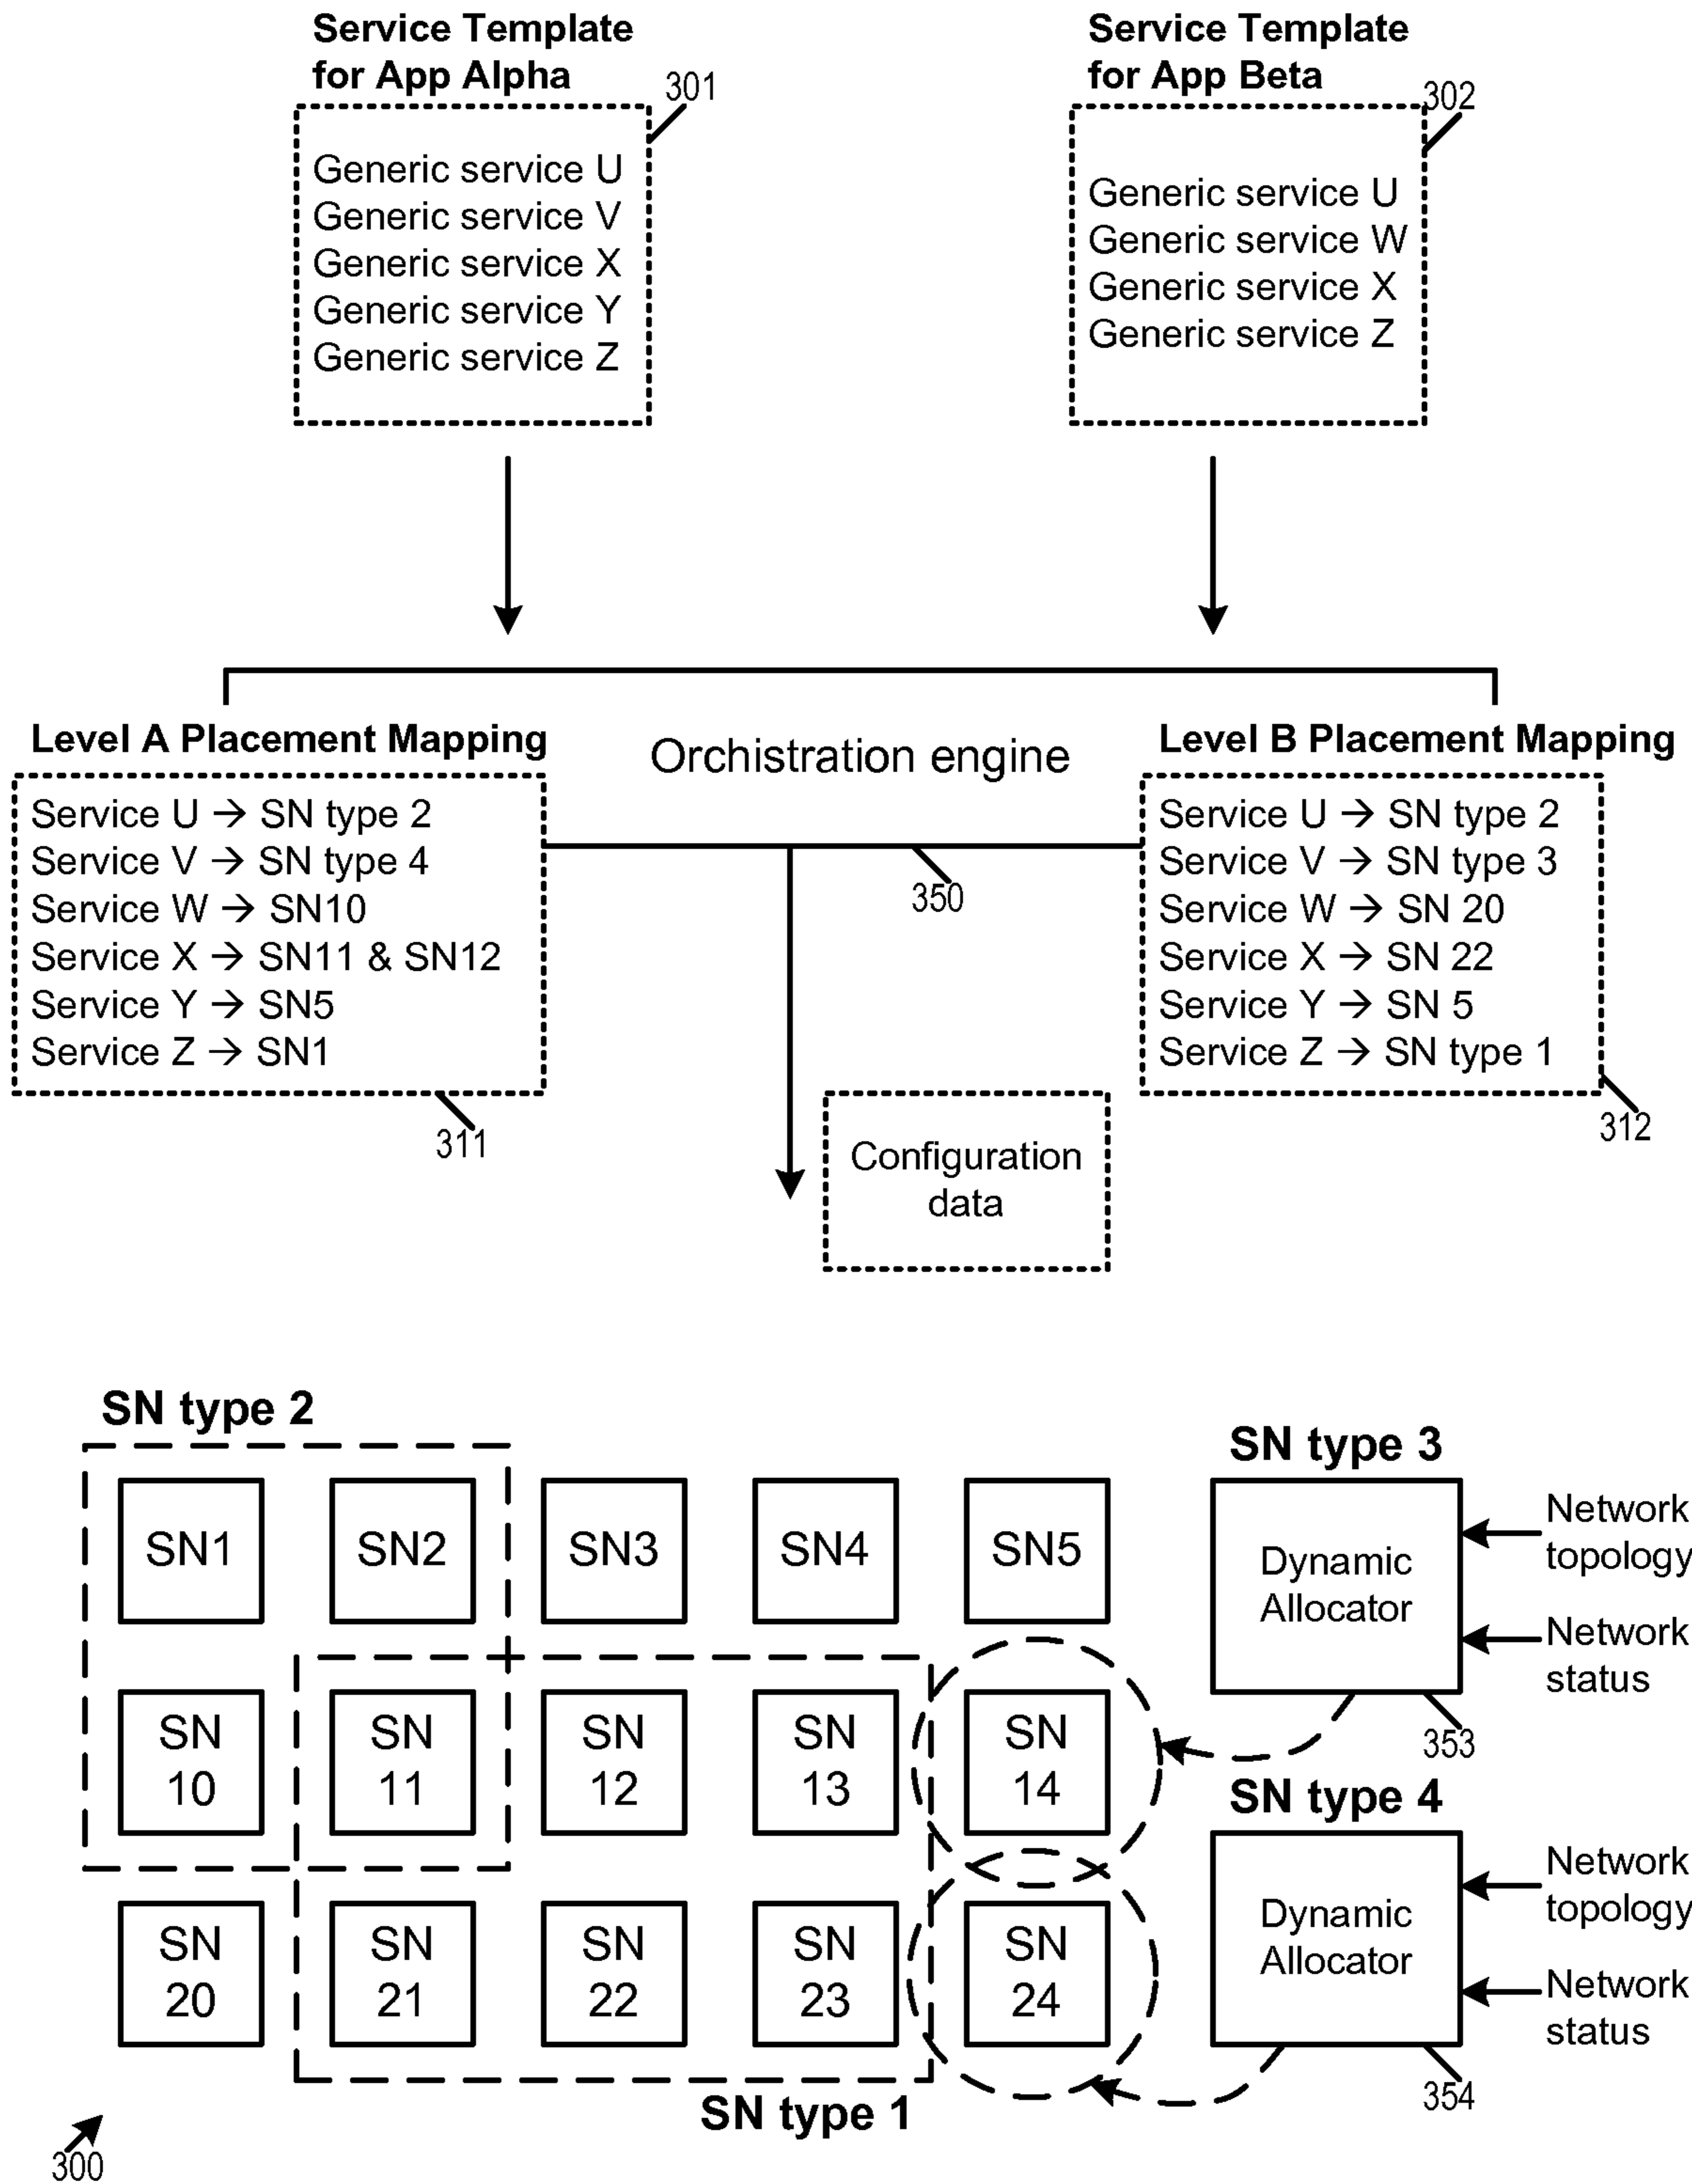 Service Template
for App Alpha
301
Generic service U
Generic service V
Generic service X
Generic service Y
Generic service Z
Service Template
for App Beta
302
Generic service U
Generic service W
Generic service X
Generic service Z
Level A Placement Mapping
Service U → SN type 2
Service V → SN type 4
Service W → SN10
Service X → SN11 & SN12
Service Y → SN5
Service Z → SN1
311
Orchistration engine
350
Level B Placement Mapping
Service U → SN type 2
Service V → SN type 3
Service W → SN 20
Service X → SN 22
Service Y → SN 5
Service Z → SN type 1
312
Configuration
data
SN type 2
SN1
SN2
SN3
SN4
SN5
SN
10
SN
11
SN
12
SN
13
SN
14
SN
20
SN
21
SN
22
SN
23
SN
24
SN type 1
SN type 3
Dynamic
Allocator
Network
topology
Network
status
353
SN type 4
Dynamic
Allocator
Network
topology
Network
status
354
300